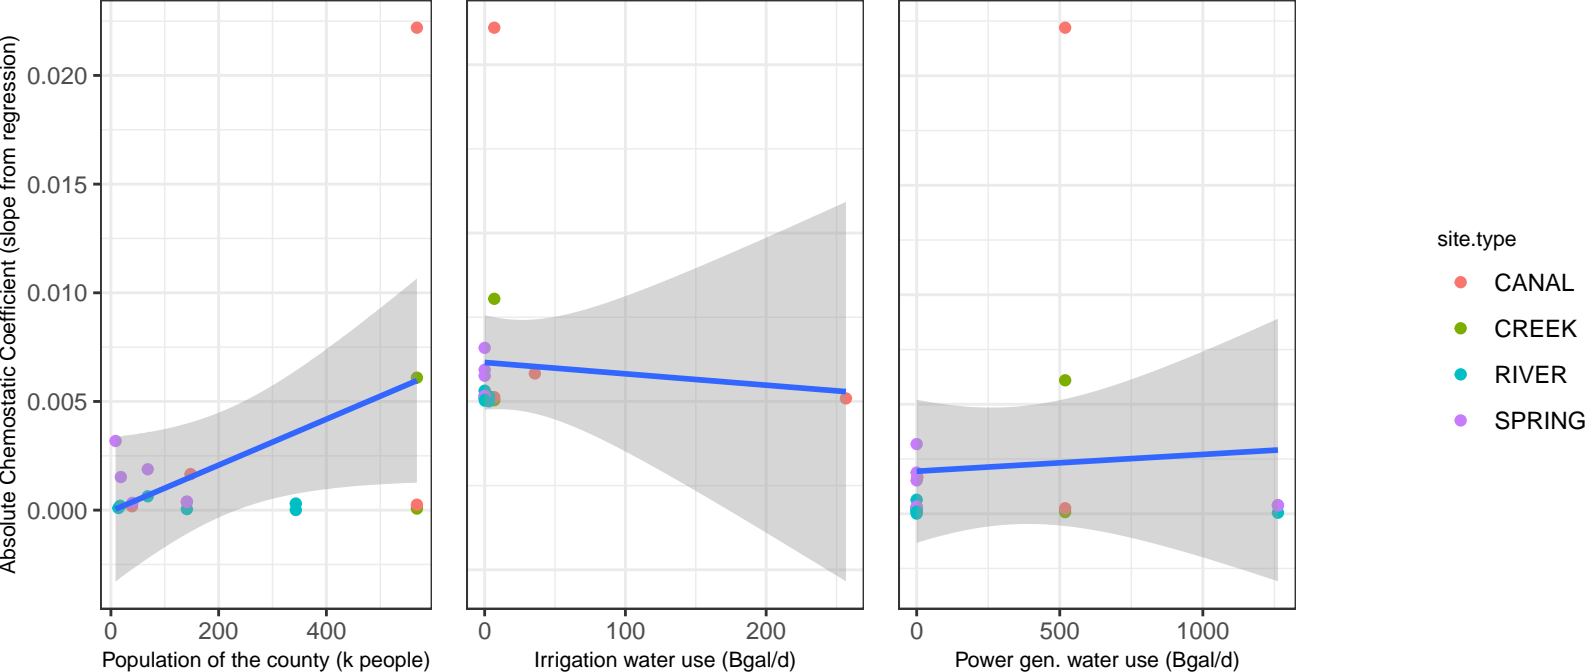 Absolute Chemostatic Coefficient (slope from regression)
0.020
0.015
0.010
0.005
0.000
0 200 400
Population of the county (k people)
0 100 200
Irrigation water use (Bgal/d)
0 500 1000
Power gen. water use (Bgal/d)
site.type
CANAL
CREEK
RIVER
SPRING